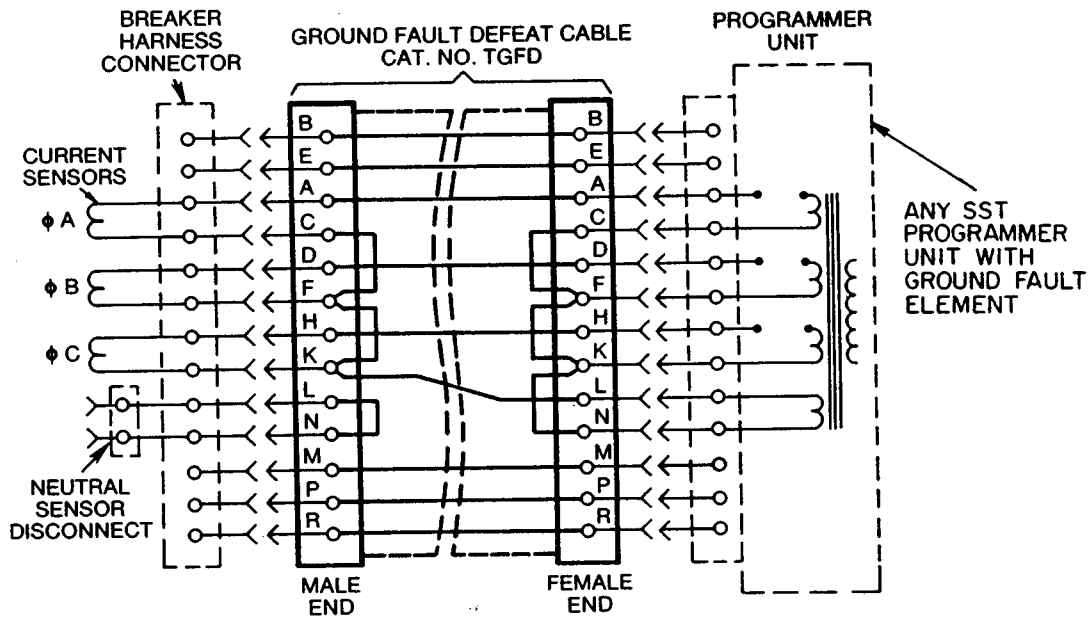 BREAKER
HARNESS
CONNECTOR
GROUND FAULT DEFEAT CABLE
CAT. NO. TGFD
PROGRAMMER
UNIT
CURRENT
SENSORS
ϕ A
ϕ B
ϕ C
NEUTRAL
SENSOR
DISCONNECT
B
E
A
C
D
F
H
K
L
N
M
P
R
MALE
END
B
E
A
C
D
F
H
K
L
N
M
P
R
FEMALE
END
ANY SST
PROGRAMMER
UNIT WITH
GROUND FAULT
ELEMENT